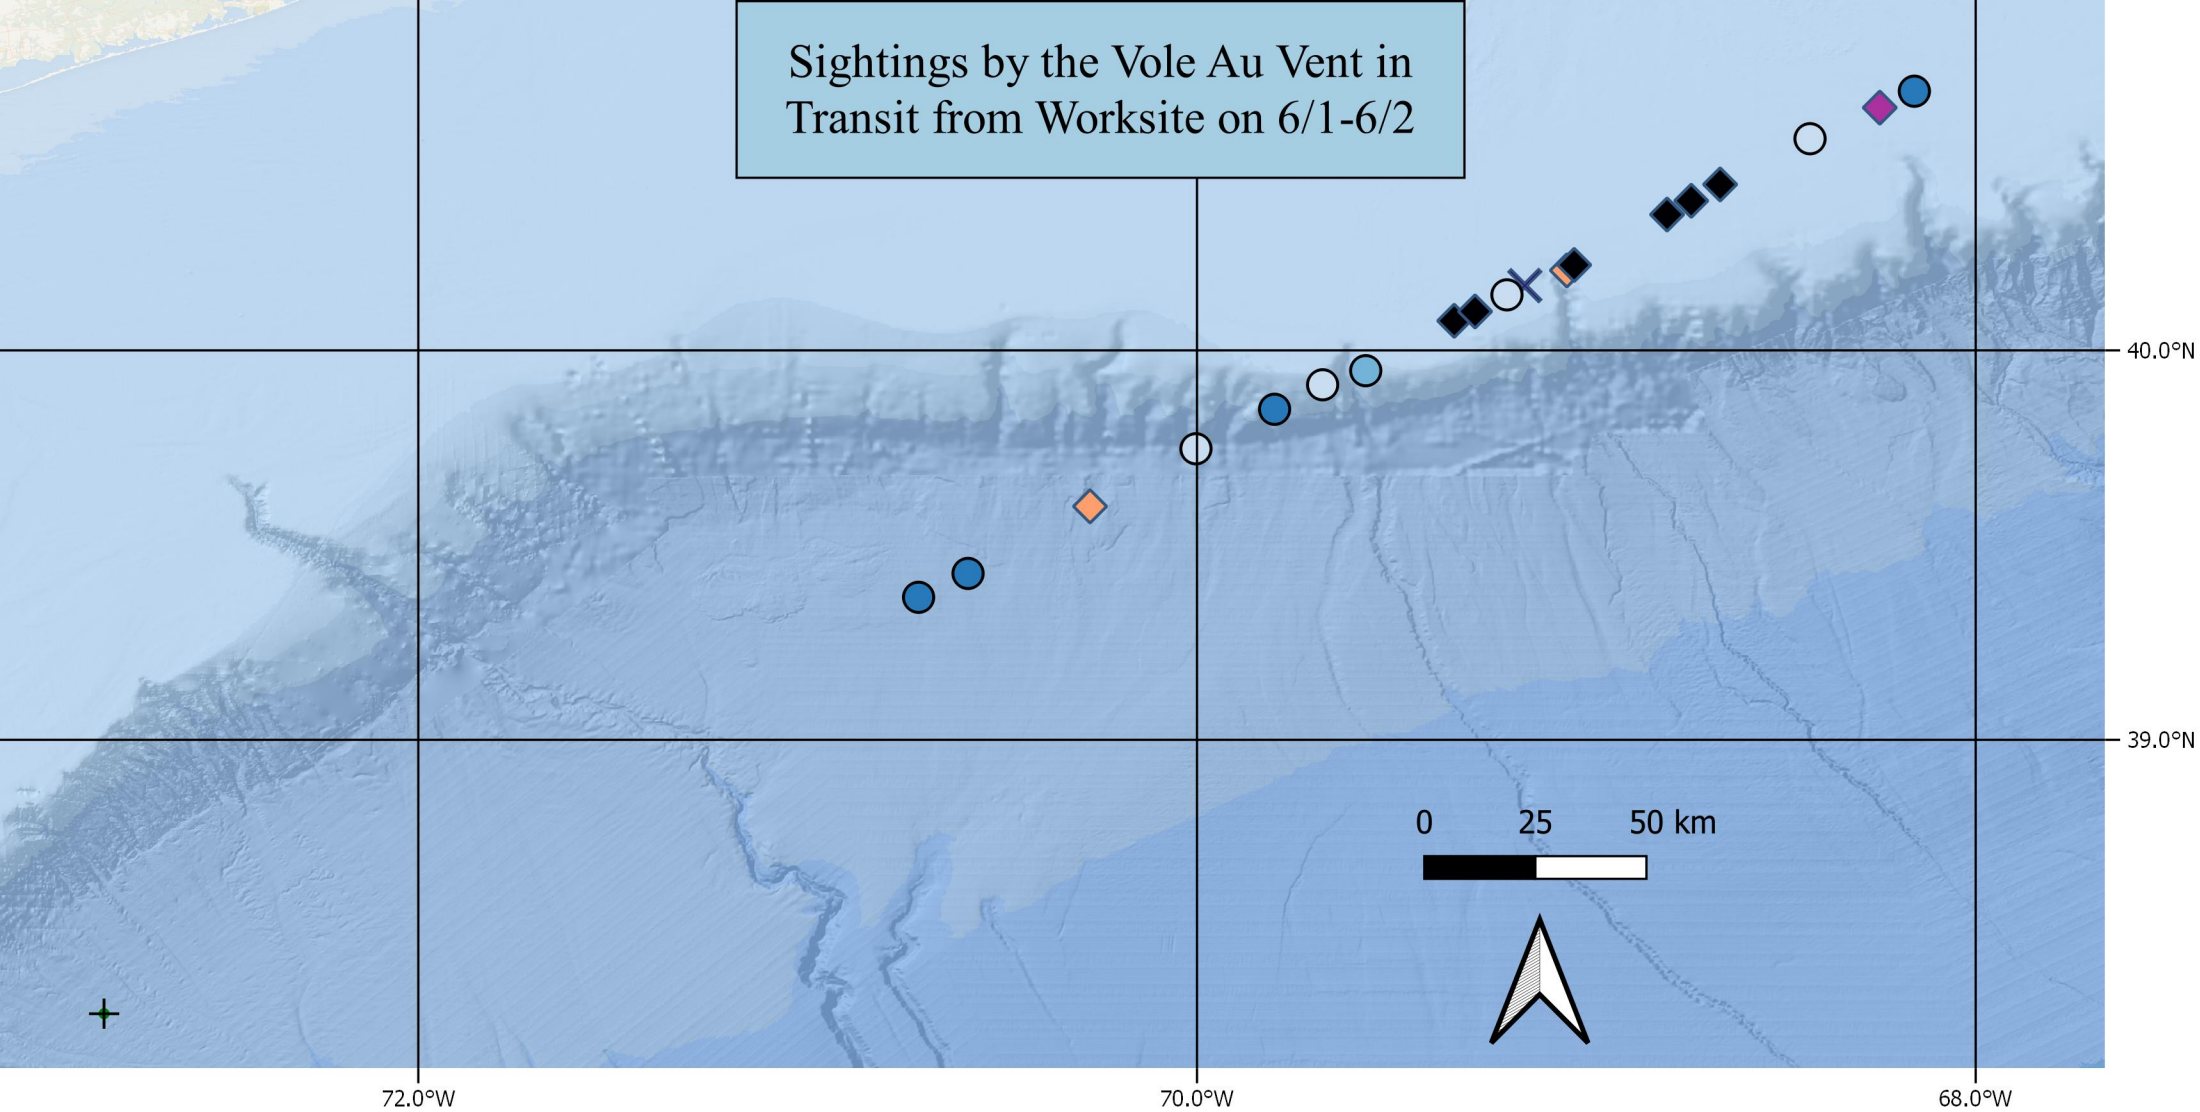 Sightings by the Vole Au Vent in
Transit from Worksite on 6/1-6/2
40.0°N
39.0°N
0 25 50 km
72.0°W 70.0°W 68.0°W